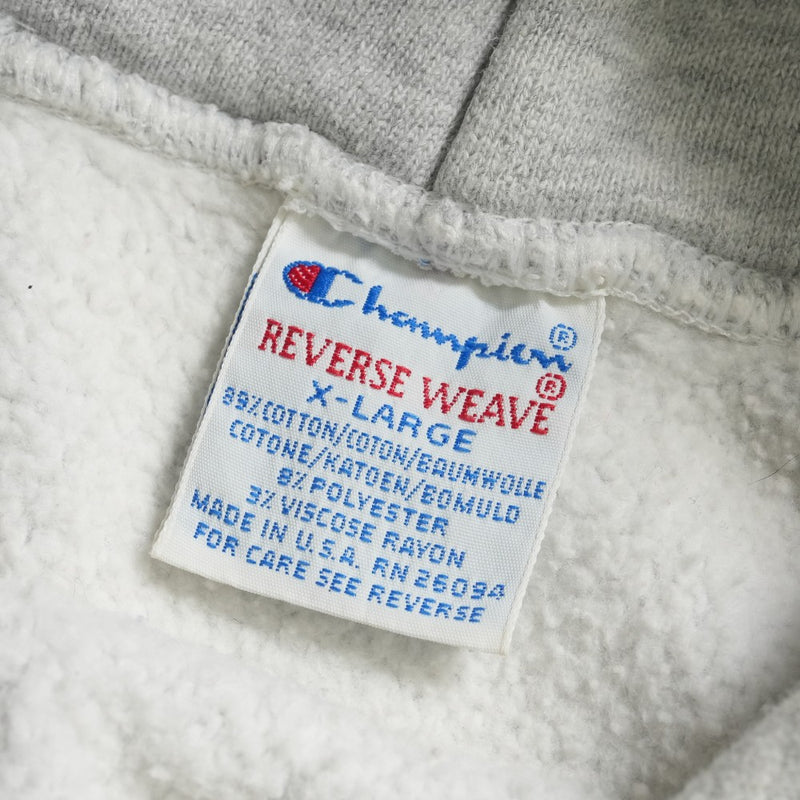 Champion®
REVERSE WEAVE®
X-LARGE
89% COTTON/COTON/BAUMWOLLE
COTONE/KATOEN/BOMULD
8% POLYESTER
3% VISCOSE RAYON
MADE IN U.S.A. RN 26094
FOR CARE SEE REVERSE